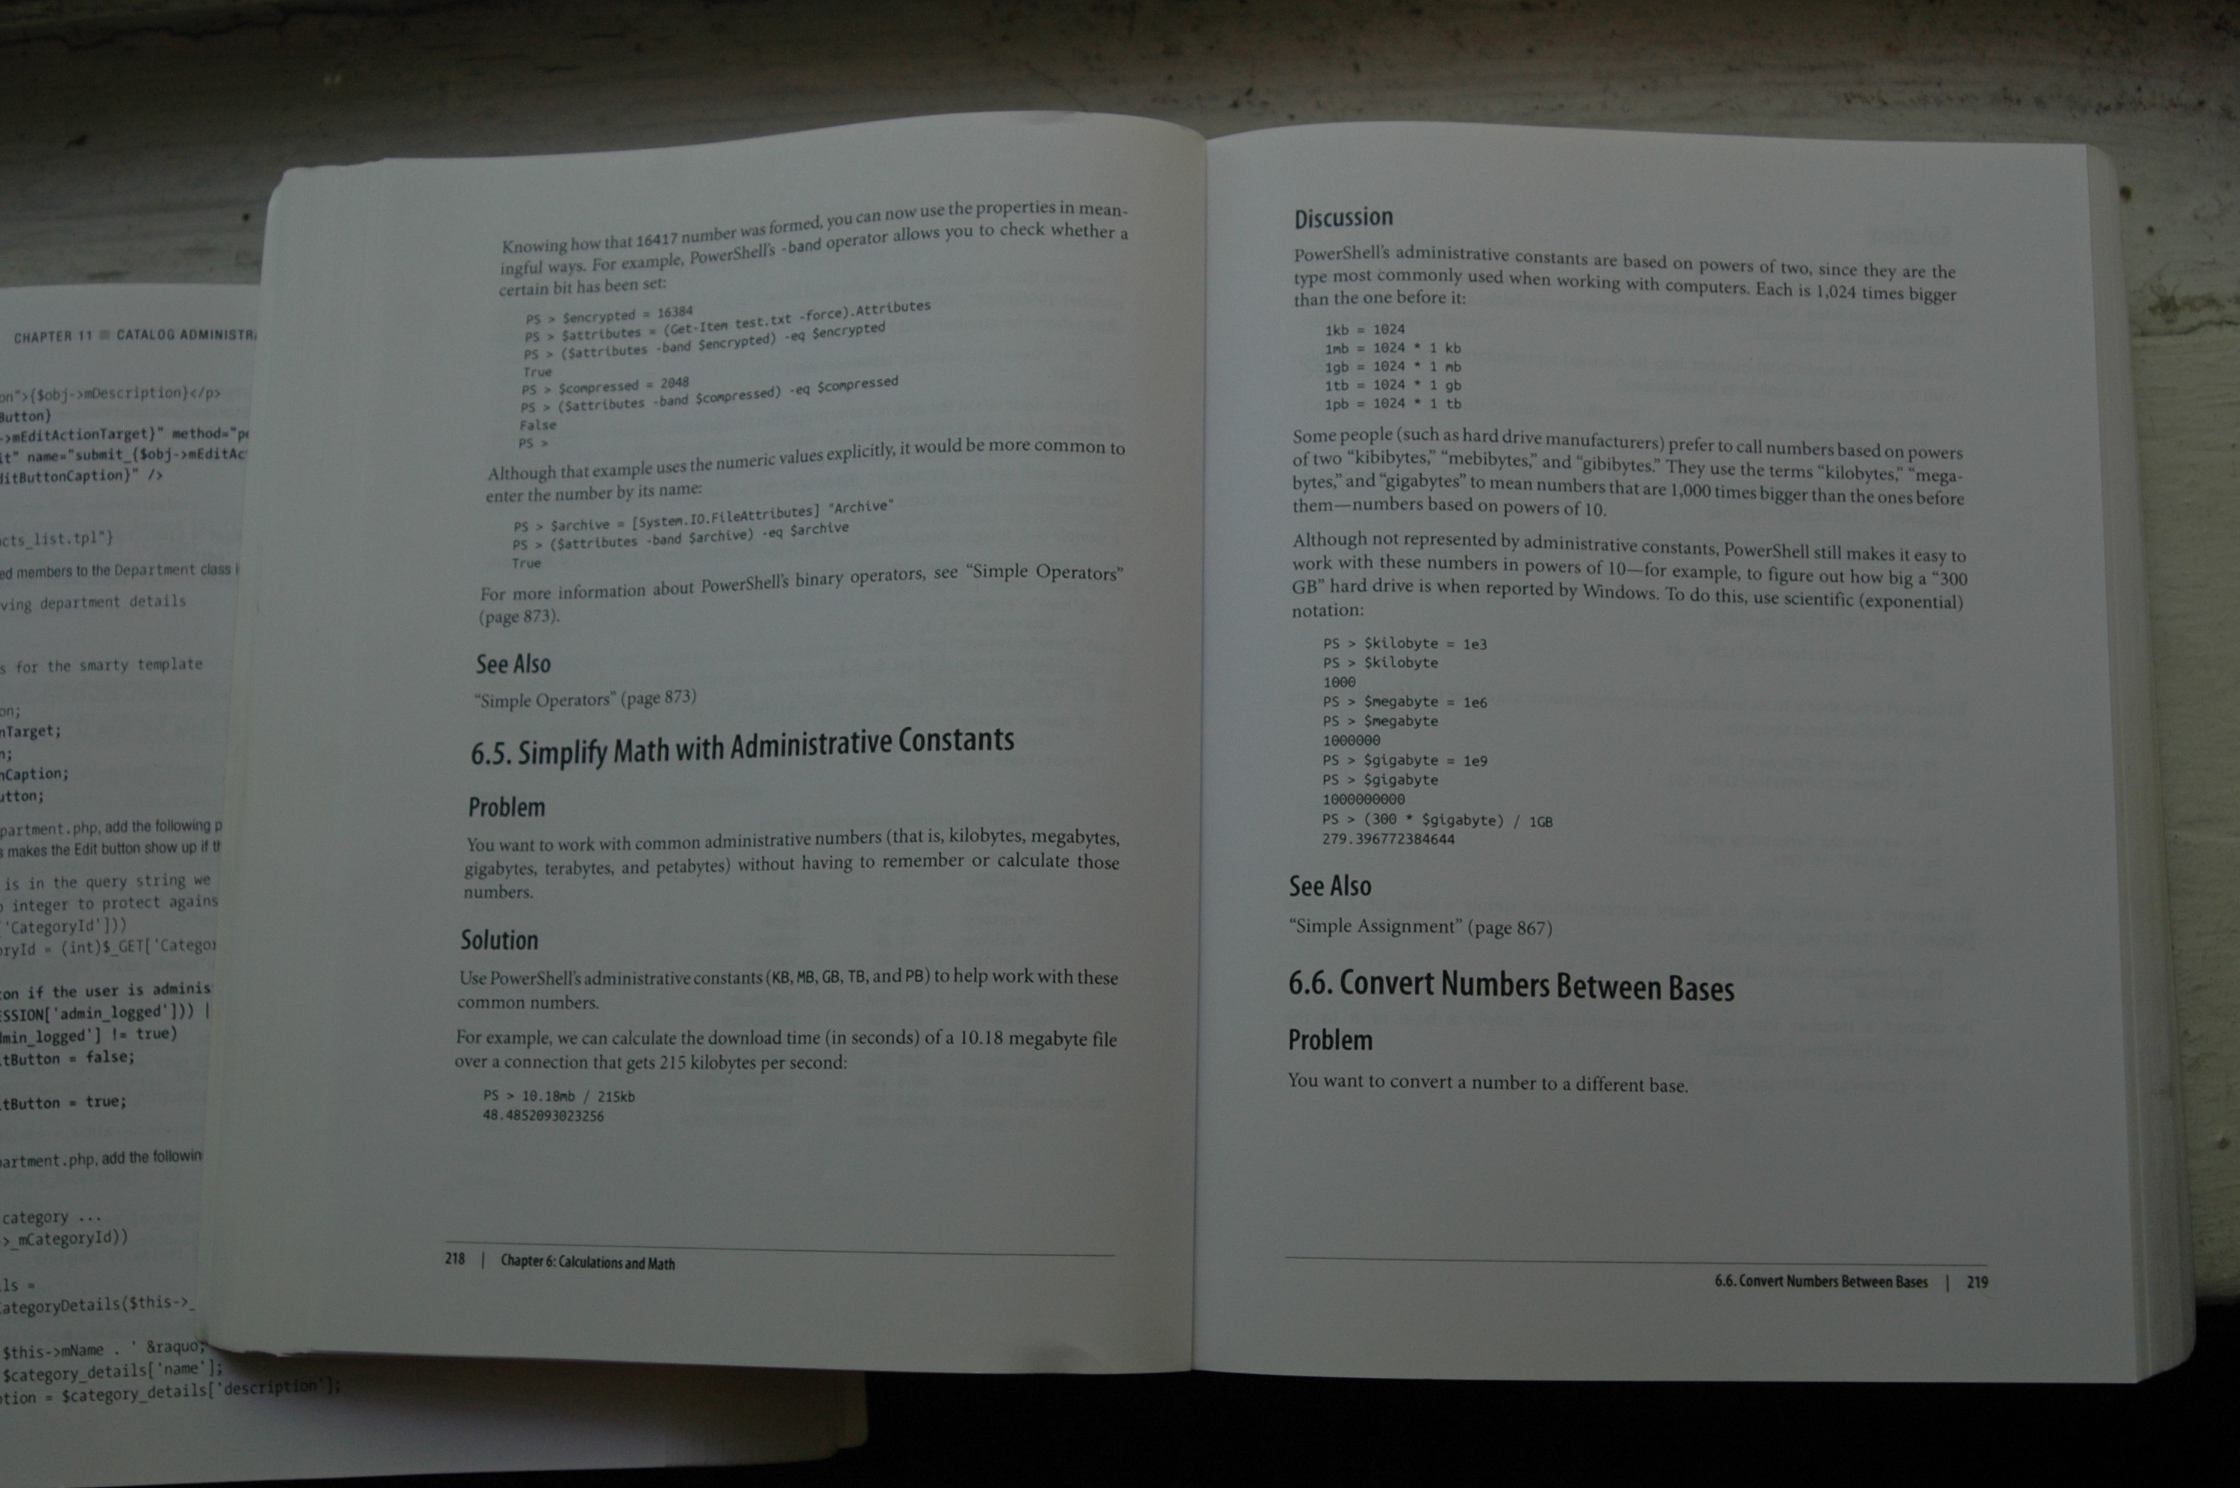 CHAPTER 11 ■ CATALOG ADMINISTRA
on">{$obj->mDescription}</p>
Button}
->mEditActionTarget}" method="po
it" name="submit_{$obj->mEditAc
ditButtonCaption}" />
cts_list.tpl"}
ed members to the Department class i
ving department details
s for the smarty template
on;
nTarget;
n;
nCaption;
utton;
partment.php, add the following p
s makes the Edit button show up if th
is in the query string we
o integer to protect agains
'CategoryId']))
oryId = (int)$_GET['Categor
ton if the user is adminis
ESSION['admin_logged'])) |
dmin_logged'] != true)
tButton = false;
tButton = true;
partment.php, add the followin
category ...
>_mCategoryId))
ls =
CategoryDetails($this->_
$this->mName . ' &raquo;
$category_details['name'];
ption = $category_details['description'];
Knowing how that 16417 number was formed, you can now use the properties in mean-
ingful ways. For example, PowerShell's -band operator allows you to check whether a
certain bit has been set:
PS > $encrypted = 16384
PS > $attributes = (Get-Item test.txt -force).Attributes
PS > ($attributes -band $encrypted) -eq $encrypted
True
PS > $compressed = 2048
PS > ($attributes -band $compressed) -eq $compressed
False
PS >
Although that example uses the numeric values explicitly, it would be more common to
enter the number by its name:
PS > $archive = [System.IO.FileAttributes] "Archive"
PS > ($attributes -band $archive) -eq $archive
True
For more information about PowerShell's binary operators, see “Simple Operators”
(page 873).
See Also
“Simple Operators” (page 873)
6.5. Simplify Math with Administrative Constants
Problem
You want to work with common administrative numbers (that is, kilobytes, megabytes,
gigabytes, terabytes, and petabytes) without having to remember or calculate those
numbers.
Solution
Use PowerShell's administrative constants (KB, MB, GB, TB, and PB) to help work with these
common numbers.
For example, we can calculate the download time (in seconds) of a 10.18 megabyte file
over a connection that gets 215 kilobytes per second:
PS > 10.18mb / 215kb
48.4852093023256
218 | Chapter 6: Calculations and Math
Discussion
PowerShell's administrative constants are based on powers of two, since they are the
type most commonly used when working with computers. Each is 1,024 times bigger
than the one before it:
1kb = 1024
1mb = 1024 * 1 kb
1gb = 1024 * 1 mb
1tb = 1024 * 1 gb
1pb = 1024 * 1 tb
Some people (such as hard drive manufacturers) prefer to call numbers based on powers
of two “kibibytes,” “mebibytes,” and “gibibytes.” They use the terms “kilobytes,” “mega-
bytes,” and “gigabytes” to mean numbers that are 1,000 times bigger than the ones before
them—numbers based on powers of 10.
Although not represented by administrative constants, PowerShell still makes it easy to
work with these numbers in powers of 10—for example, to figure out how big a “300
GB” hard drive is when reported by Windows. To do this, use scientific (exponential)
notation:
PS > $kilobyte = 1e3
PS > $kilobyte
1000
PS > $megabyte = 1e6
PS > $megabyte
1000000
PS > $gigabyte = 1e9
PS > $gigabyte
1000000000
PS > (300 * $gigabyte) / 1GB
279.396772384644
See Also
“Simple Assignment” (page 867)
6.6. Convert Numbers Between Bases
Problem
You want to convert a number to a different base.
6.6. Convert Numbers Between Bases | 219